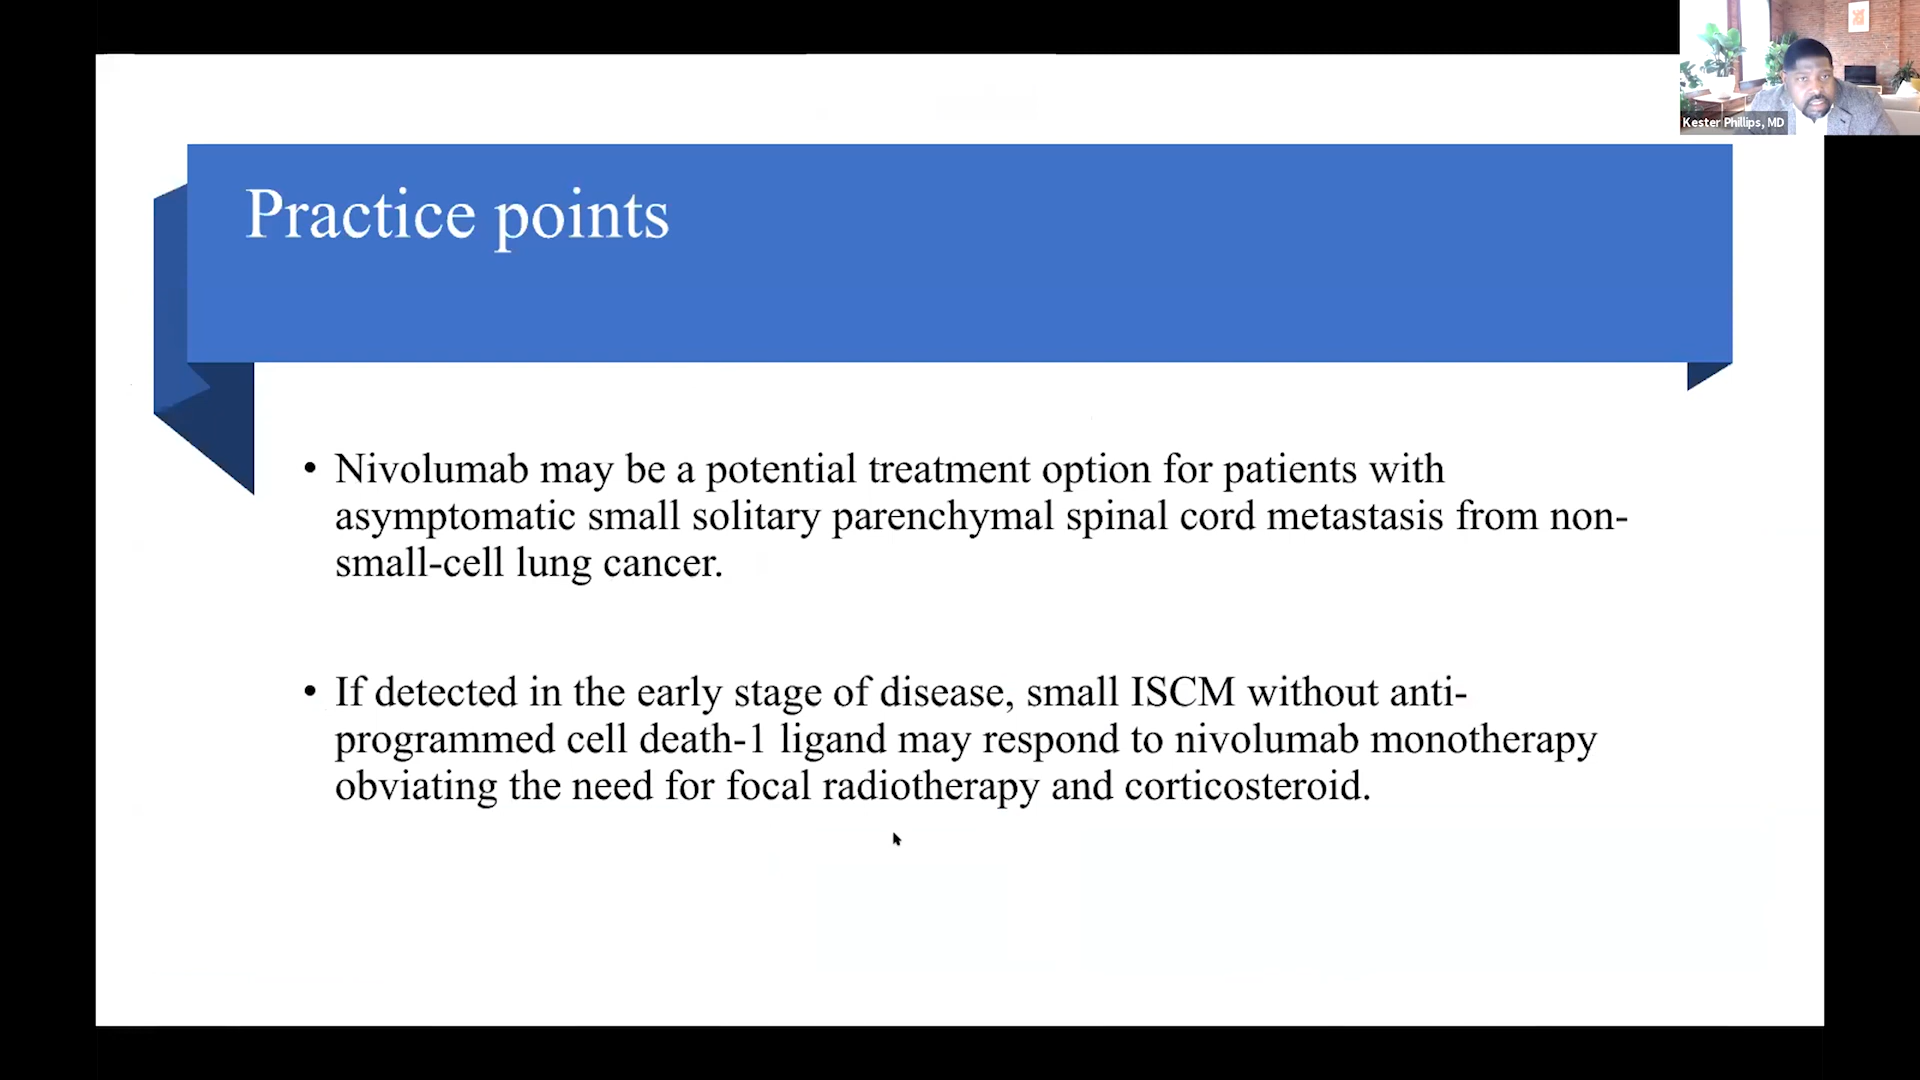 Kester Phillips, MD
Practice points
• Nivolumab may be a potential treatment option for patients with
asymptomatic small solitary parenchymal spinal cord metastasis from non-
small-cell lung cancer.
• If detected in the early stage of disease, small ISCM without anti-
programmed cell death-1 ligand may respond to nivolumab monotherapy
obviating the need for focal radiotherapy and corticosteroid.